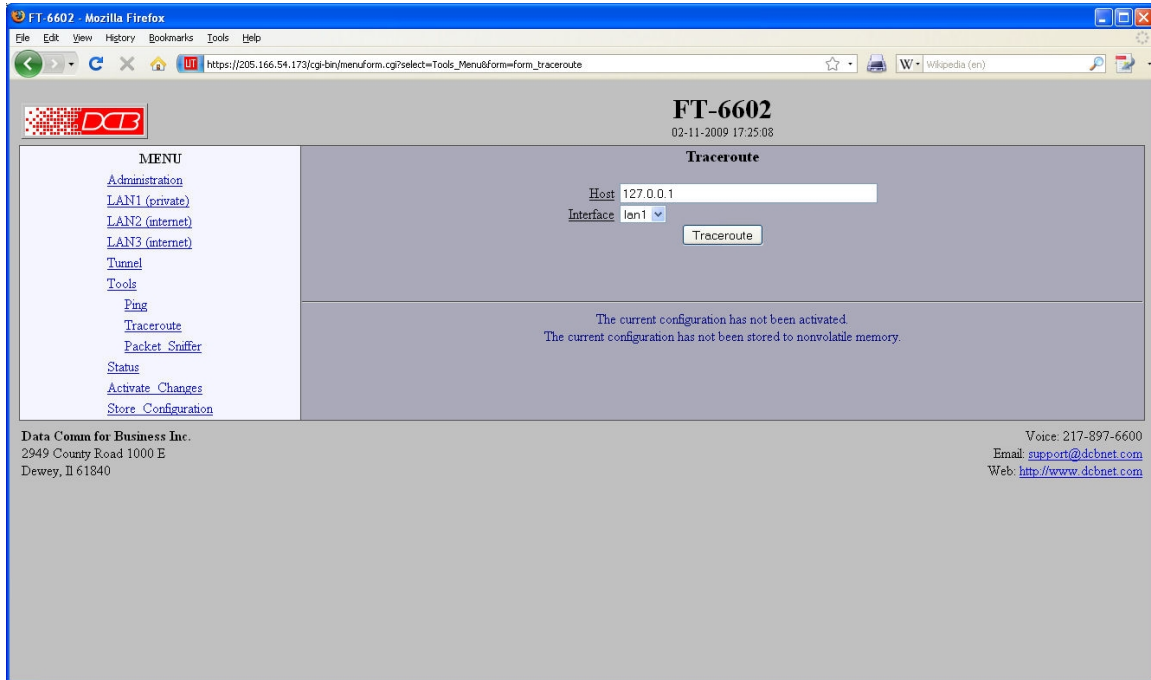 FT-6602 - Mozilla Firefox
File Edit View History Bookmarks Tools Help
https://205.166.54.173/cgi-bin/menuform.cgi?select=Tools_Menu&form=form_traceroute
W Wikipedia (en)
DCB
FT-6602
02-11-2009 17:25:08
MENU
Administration
LAN1 (private)
LAN2 (internet)
LAN3 (internet)
Tunnel
Tools
Ping
Traceroute
Packet Sniffer
Status
Activate Changes
Store Configuration
Traceroute
Host 127.0.0.1
Interface lan1
Traceroute
The current configuration has not been activated.
The current configuration has not been stored to nonvolatile memory.
Data Comm for Business Inc.
2949 County Road 1000 E
Dewey, Il 61840
Voice: 217-897-6600
Email: support@dcbnet.com
Web: http://www.dcbnet.com